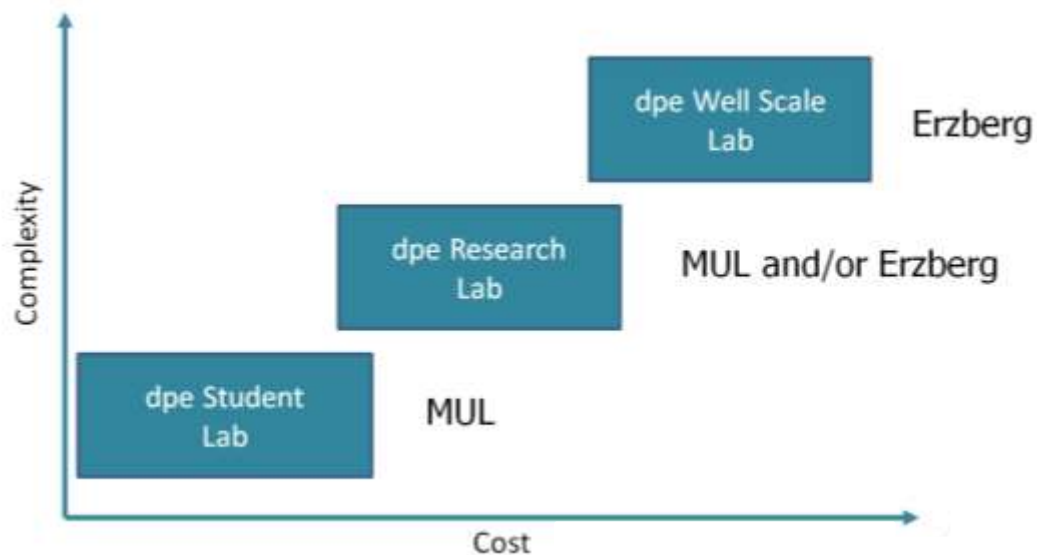 dpe Well Scale
Lab
Erzberg
dpe Research
Lab
MUL and/or Erzberg
dpe Student
Lab
MUL
Complexity
Cost